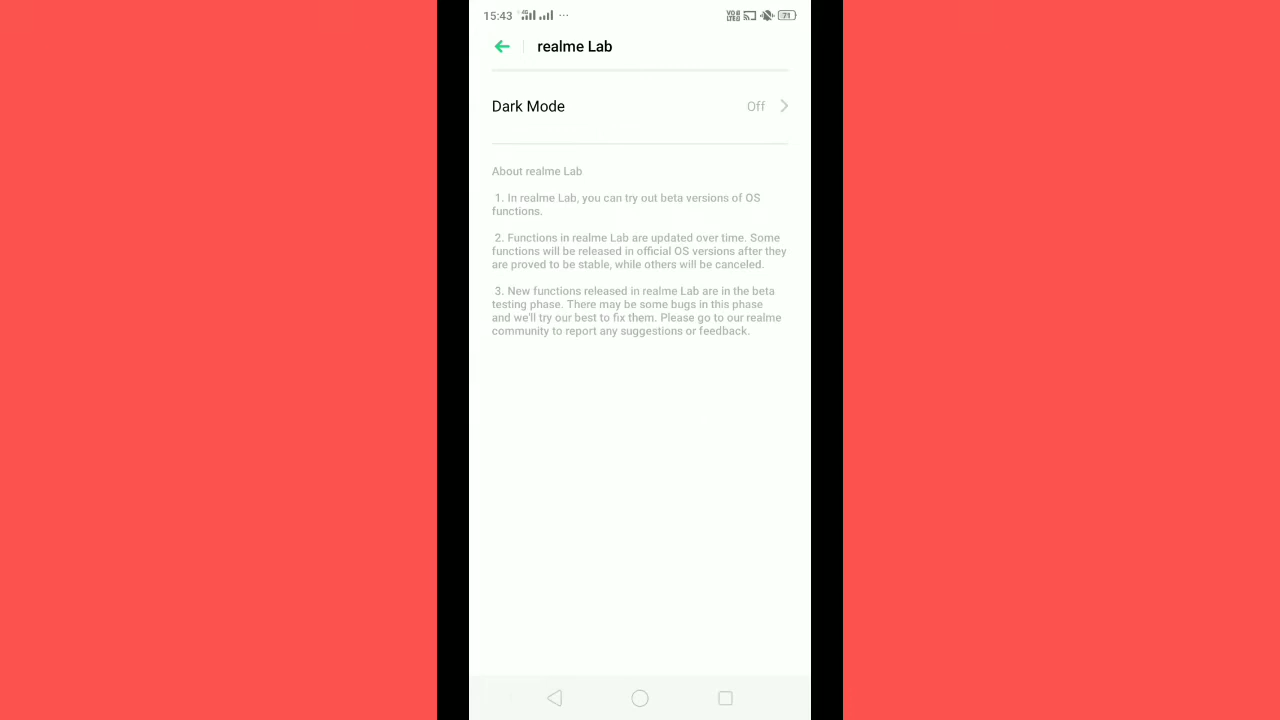 15:43 4G ... VoLTE 71
realme Lab
Dark Mode Off
About realme Lab
1. In realme Lab, you can try out beta versions of OS
functions.
2. Functions in realme Lab are updated over time. Some
functions will be released in official OS versions after they
are proved to be stable, while others will be canceled.
3. New functions released in realme Lab are in the beta
testing phase. There may be some bugs in this phase
and we'll try our best to fix them. Please go to our realme
community to report any suggestions or feedback.